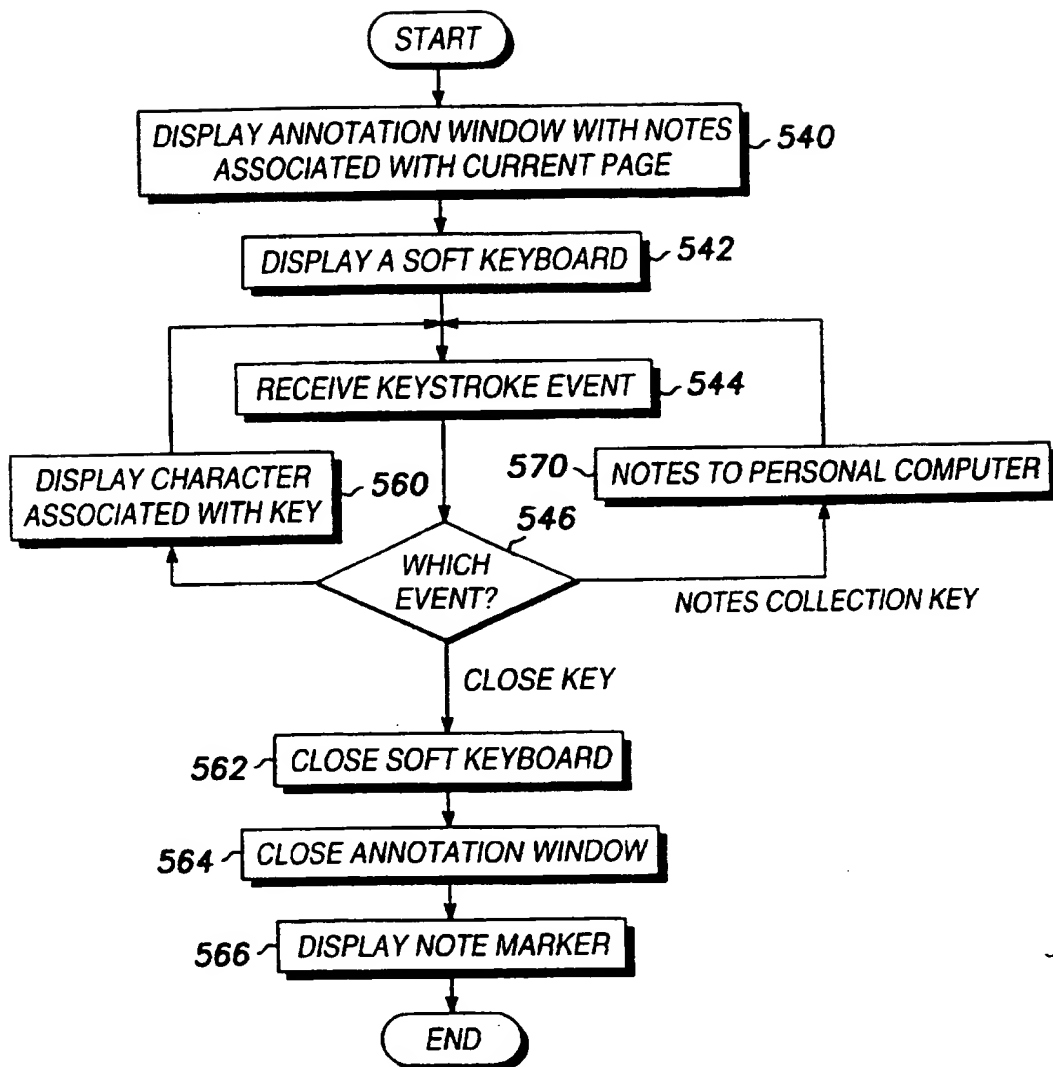 START
DISPLAY ANNOTATION WINDOW WITH NOTES
ASSOCIATED WITH CURRENT PAGE
540
DISPLAY A SOFT KEYBOARD
542
RECEIVE KEYSTROKE EVENT
544
DISPLAY CHARACTER
ASSOCIATED WITH KEY
560
570
NOTES TO PERSONAL COMPUTER
546
WHICH
EVENT?
NOTES COLLECTION KEY
CLOSE KEY
562
CLOSE SOFT KEYBOARD
564
CLOSE ANNOTATION WINDOW
566
DISPLAY NOTE MARKER
END